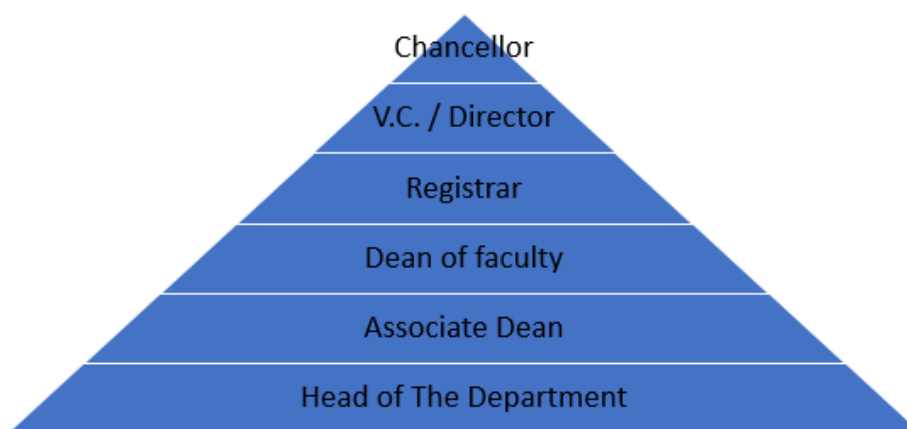 Chancellor
V.C. / Director
Registrar
Dean of faculty
Associate Dean
Head of The Department